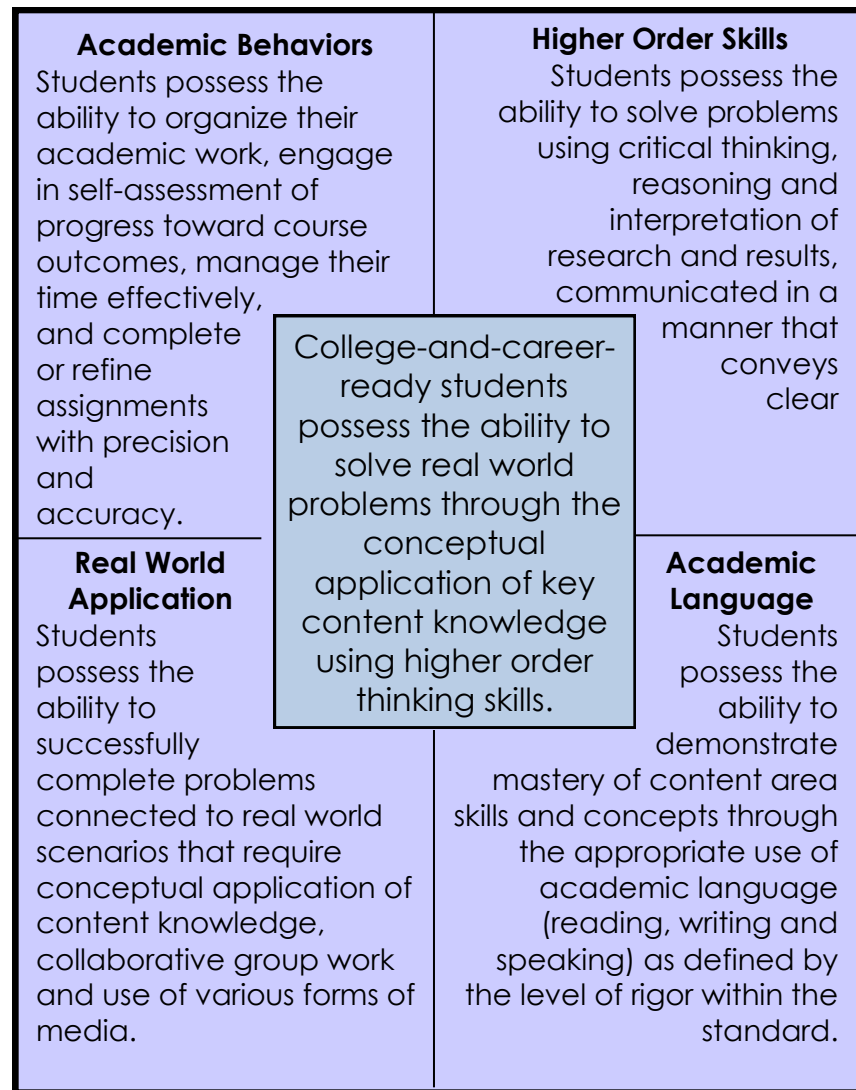 Academic Behaviors
Students possess the
ability to organize their
academic work, engage
in self-assessment of
progress toward course
outcomes, manage their
time effectively,
and complete
or refine
assignments
with precision
and
accuracy.
Higher Order Skills
Students possess the
ability to solve problems
using critical thinking,
reasoning and
interpretation of
research and results,
communicated in a
manner that
conveys
clear
College-and-career-
ready students
possess the ability to
solve real world
problems through the
conceptual
application of key
content knowledge
using higher order
thinking skills.
Real World
Application
Students
possess the
ability to
successfully
complete problems
connected to real world
scenarios that require
conceptual application of
content knowledge,
collaborative group work
and use of various forms of
media.
Academic
Language
Students
possess the
ability to
demonstrate
mastery of content area
skills and concepts through
the appropriate use of
academic language
(reading, writing and
speaking) as defined by
the level of rigor within the
standard.